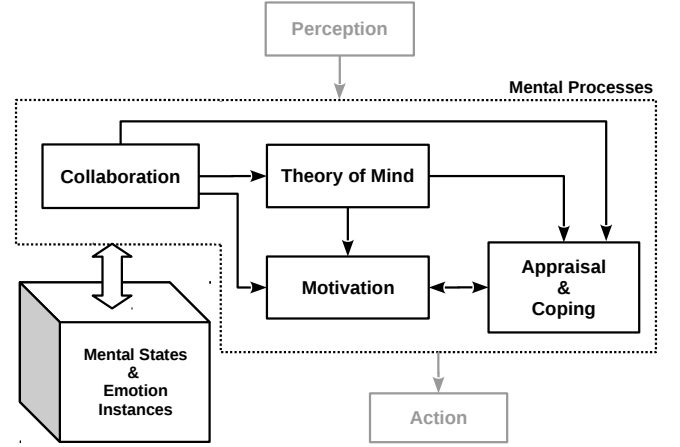 Perception
Mental Processes
Collaboration
Theory of Mind
Motivation
Appraisal
&
Coping
Mental States
&
Emotion
Instances
Action